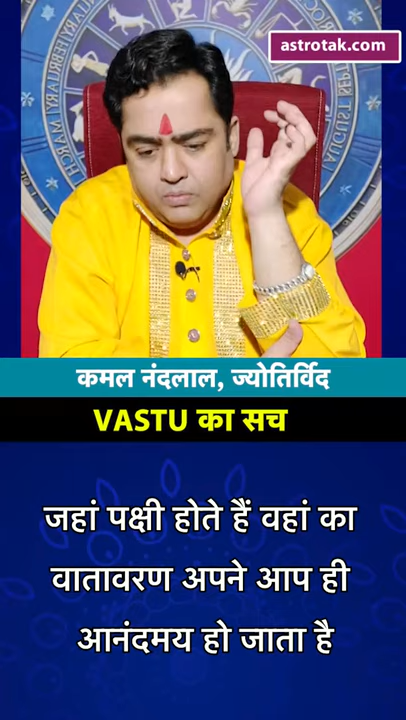 astrotak.com
कमल नंदलाल, ज्योतिर्विद
VASTU का सच
जहां पक्षी होते हैं वहां का
वातावरण अपने आप ही
आनंदमय हो जाता है